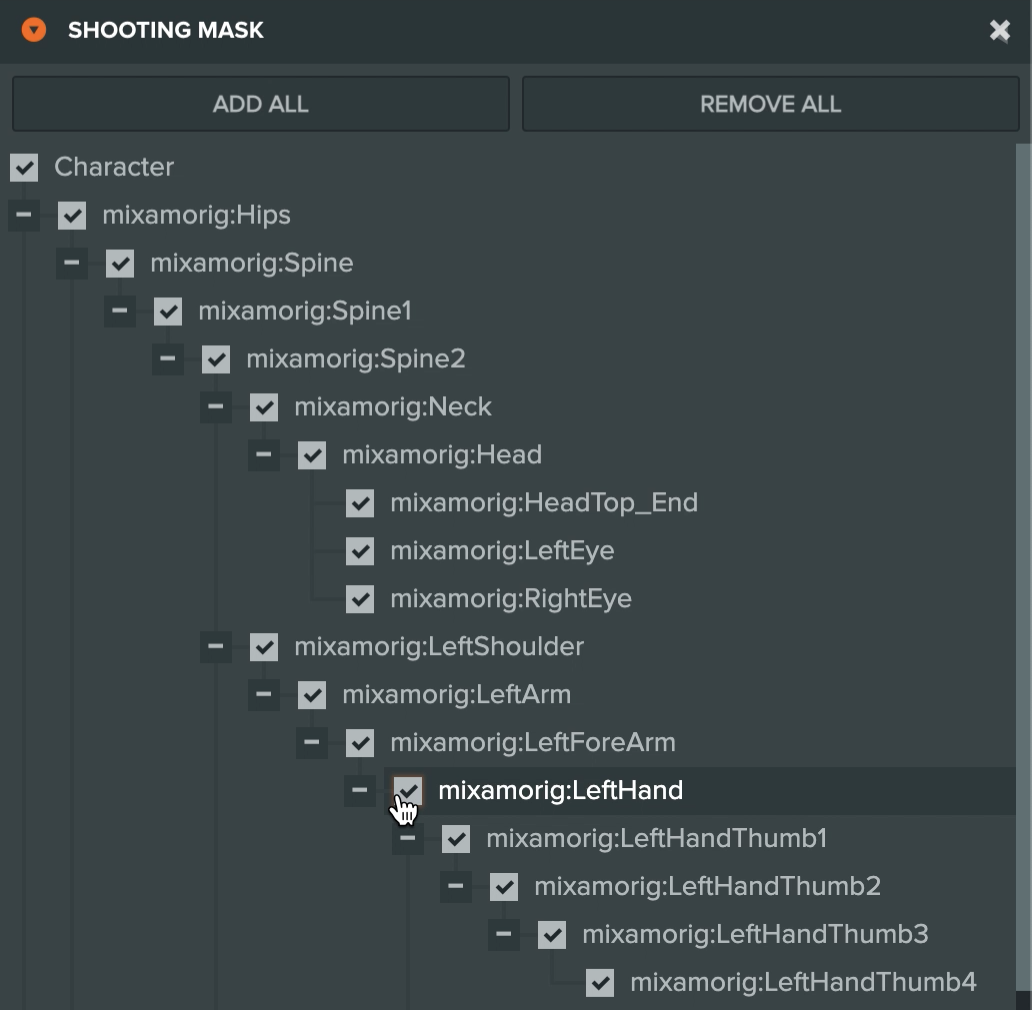 SHOOTING MASK
ADD ALL
REMOVE ALL
Character
mixamorig:Hips
mixamorig:Spine
mixamorig:Spine1
mixamorig:Spine2
mixamorig:Neck
mixamorig:Head
mixamorig:HeadTop_End
mixamorig:LeftEye
mixamorig:RightEye
mixamorig:LeftShoulder
mixamorig:LeftArm
mixamorig:LeftForeArm
mixamorig:LeftHand
mixamorig:LeftHandThumb1
mixamorig:LeftHandThumb2
mixamorig:LeftHandThumb3
mixamorig:LeftHandThumb4